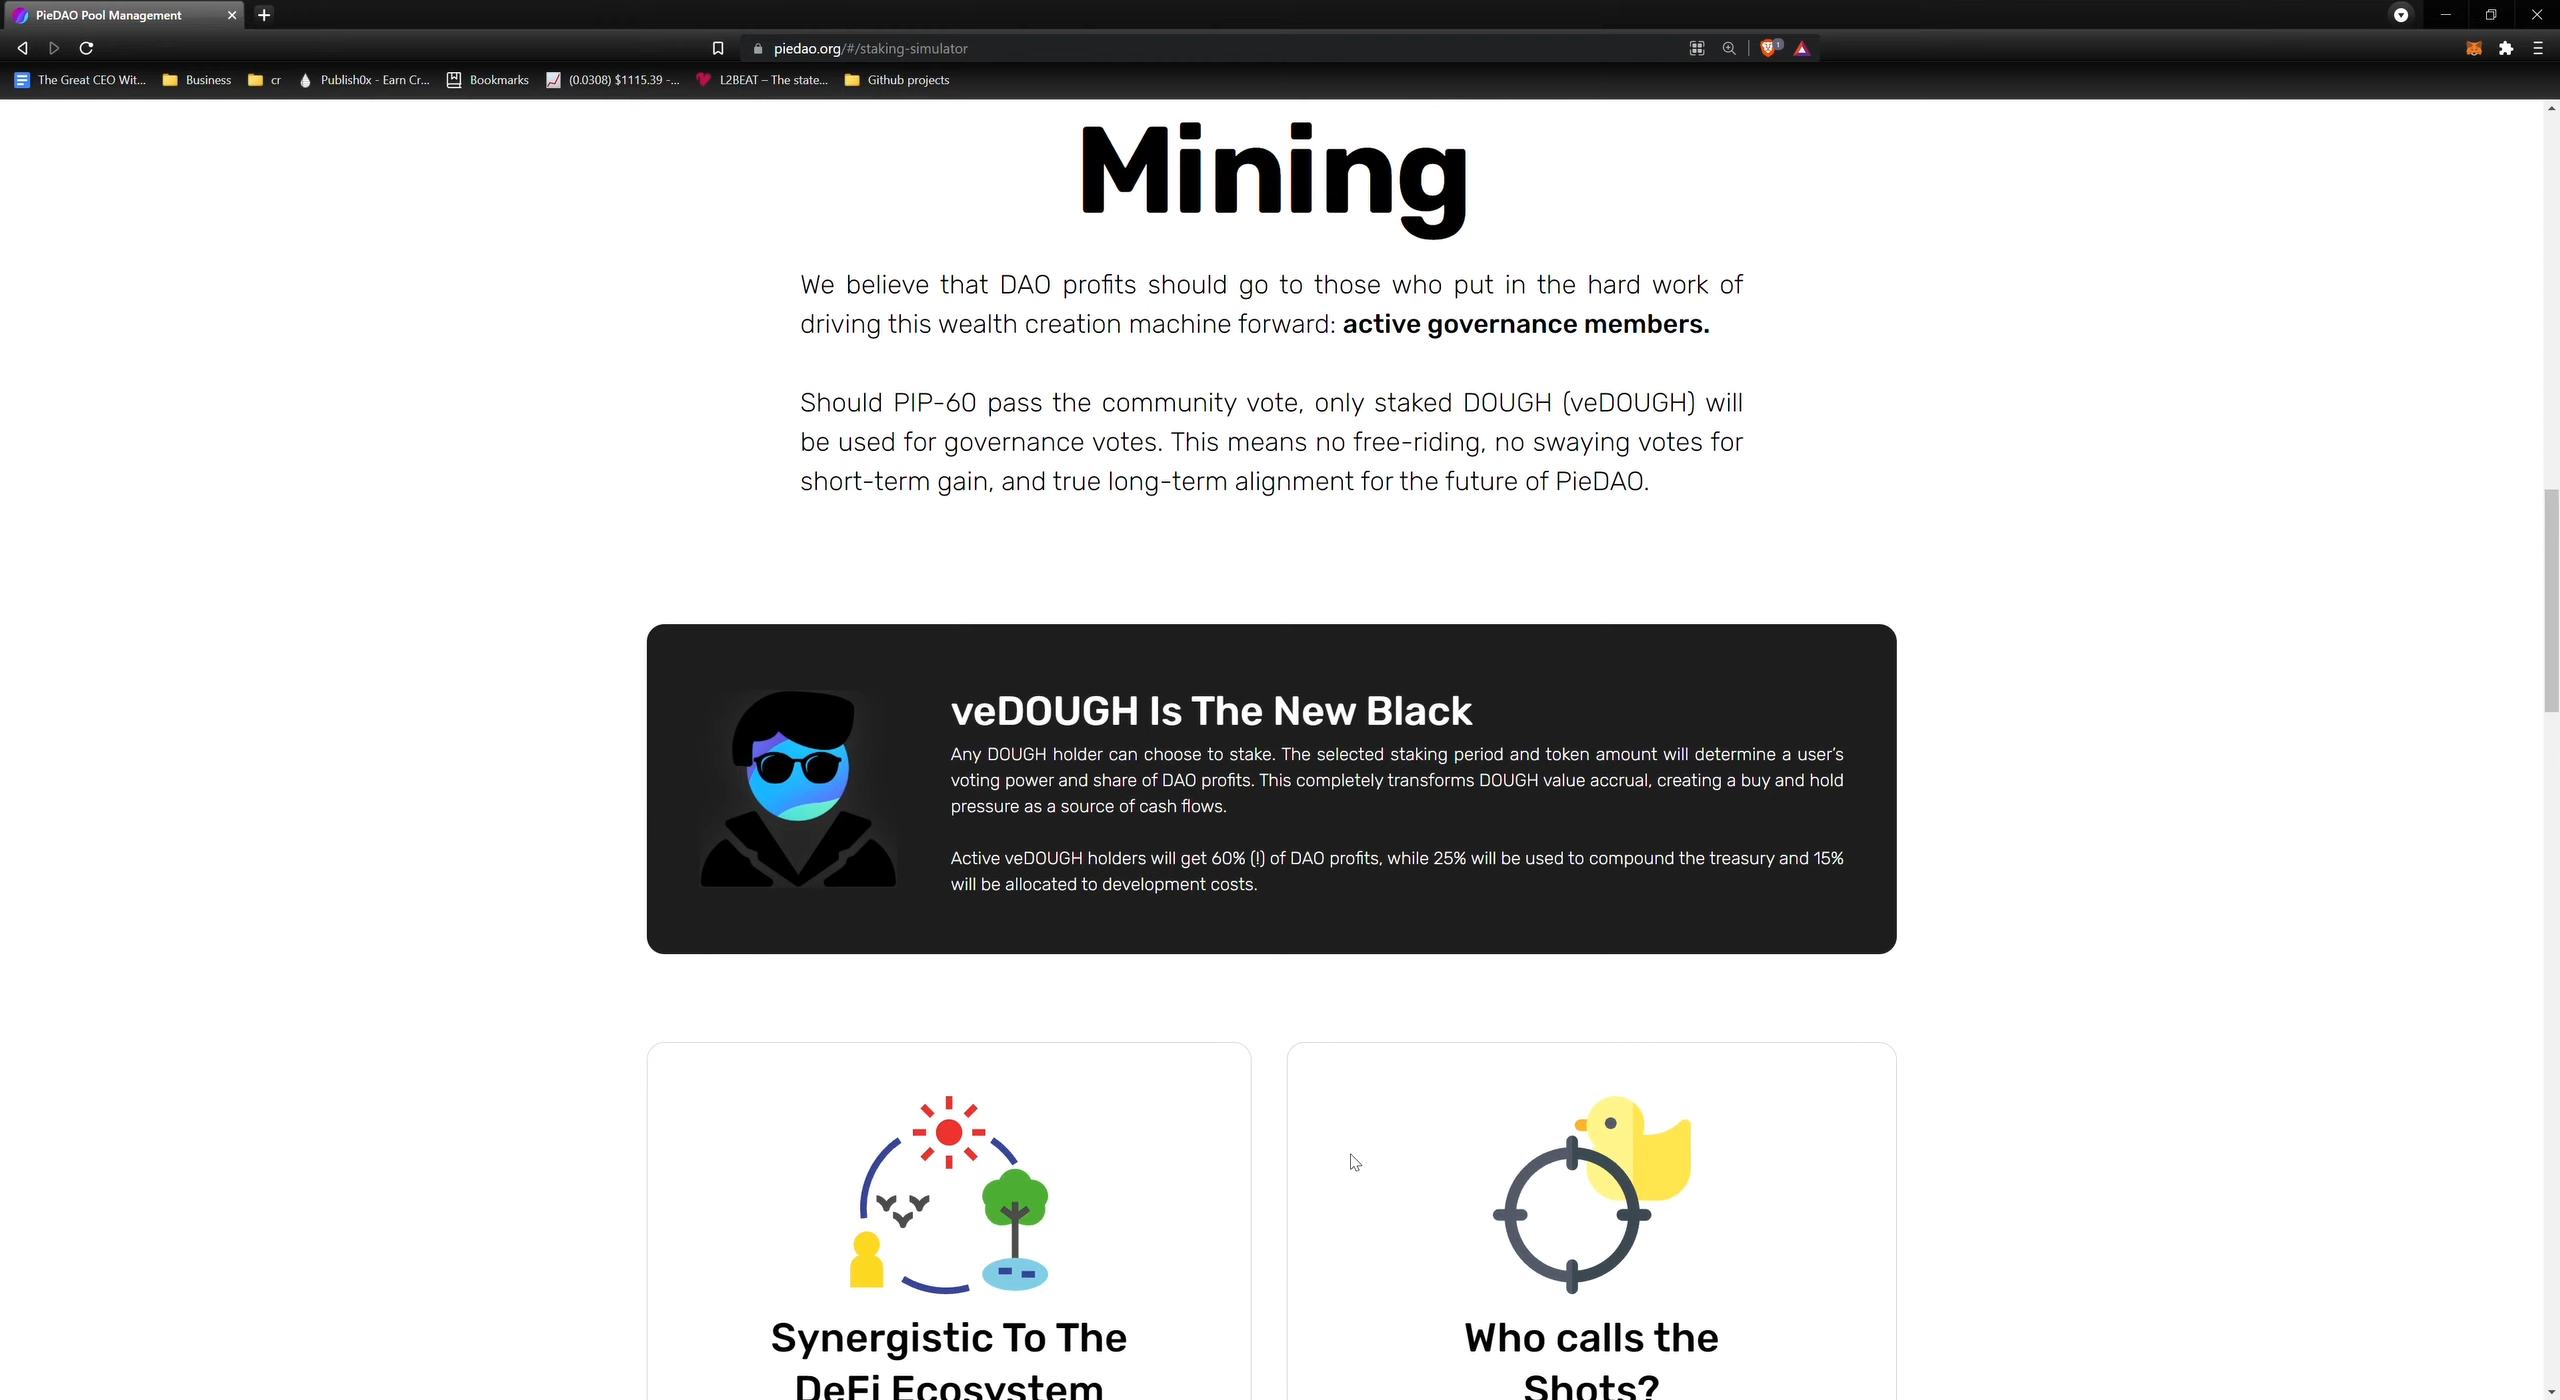 PieDAO Pool Management
piedao.org/#/staking-simulator
1
The Great CEO Wit...
Business
cr
Publish0x - Earn Cr...
Bookmarks
(0.0308) $1115.39 -...
L2BEAT – The state...
Github projects
Mining
We believe that DAO profits should go to those who put in the hard work of
driving this wealth creation machine forward: active governance members.
Should PIP-60 pass the community vote, only staked DOUGH (veDOUGH) will
be used for governance votes. This means no free-riding, no swaying votes for
short-term gain, and true long-term alignment for the future of PieDAO.
veDOUGH Is The New Black
Any DOUGH holder can choose to stake. The selected staking period and token amount will determine a user's
voting power and share of DAO profits. This completely transforms DOUGH value accrual, creating a buy and hold
pressure as a source of cash flows.
Active veDOUGH holders will get 60% (!) of DAO profits, while 25% will be used to compound the treasury and 15%
will be allocated to development costs.
Synergistic To The
DeFi Ecosystem
Who calls the
Shots?